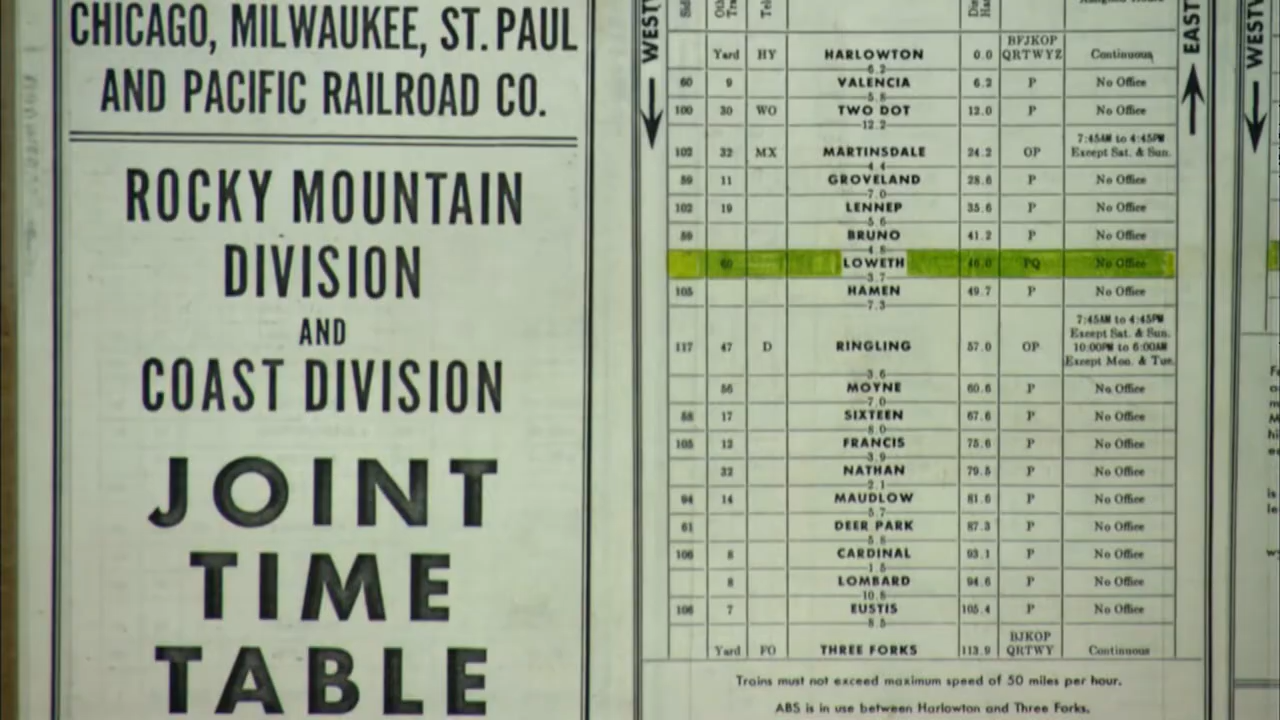 CHICAGO, MILWAUKEE, ST. PAUL
AND PACIFIC RAILROAD CO.
ROCKY MOUNTAIN
DIVISION
AND
COAST DIVISION
JOINT
TIME
TABLE
WESTW
EAST
WESTV
BFJKOP
Yard HY HARLOWTON 0.0 QRTWYZ Continuous
6.2
60 9 VALENCIA 6.2 P No Office
5.8
100 30 WO TWO DOT 12.0 P No Office
12.2
7:45AM to 4:45PM
102 32 MX MARTINSDALE 24.2 OP Except Sat. & Sun.
4.4
59 11 GROVELAND 28.6 P No Office
7.0
102 19 LENNEP 35.6 P No Office
5.6
59 BRUNO 41.2 P No Office
4.8
60 LOWETH 46.0 PQ No Office
3.7
105 HAMEN 49.7 P No Office
7.3
7:45AM to 4:45PM
Except Sat. & Sun.
117 47 D RINGLING 57.0 OP 10:00PM to 6:00AM
Except Mon. & Tue.
3.6
56 MOYNE 60.6 P No Office
7.0
58 17 SIXTEEN 67.6 P No Office
8.0
105 12 FRANCIS 75.6 P No Office
3.9
32 NATHAN 79.5 P No Office
2.1
94 14 MAUDLOW 81.6 P No Office
5.7
61 DEER PARK 87.3 P No Office
5.8
106 8 CARDINAL 93.1 P No Office
1.5
8 LOMBARD 94.6 P No Office
10.8
106 7 EUSTIS 105.4 P No Office
8.5
BJKOP
Yard FO THREE FORKS 113.9 QRTWY Continuous
Trains must not exceed maximum speed of 50 miles per hour.
ABS is in use between Harlowton and Three Forks.